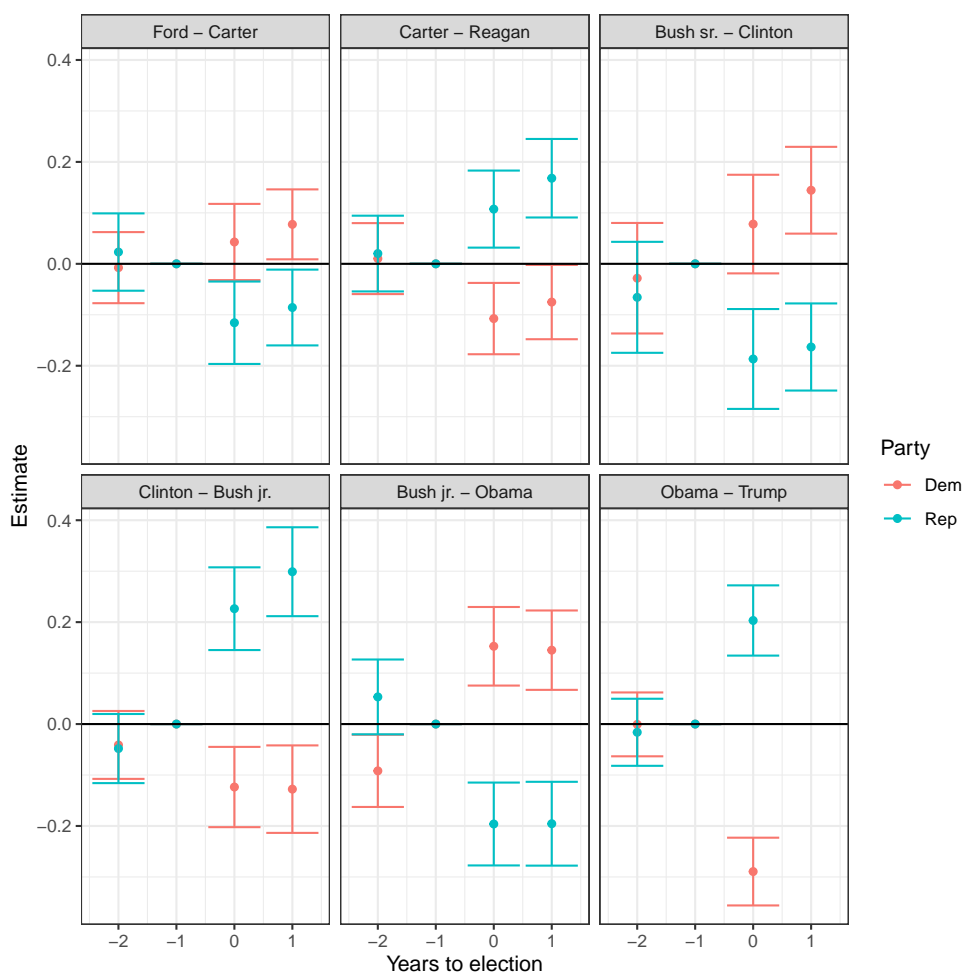 Ford − Carter
Carter − Reagan
Bush sr. − Clinton
0.4
0.2
0.0
−0.2
Clinton − Bush jr.
Bush jr. − Obama
Obama − Trump
0.4
0.2
0.0
−0.2
−2 −1 0 1
−2 −1 0 1
−2 −1 0 1
Years to election
Estimate
Party
Dem
Rep